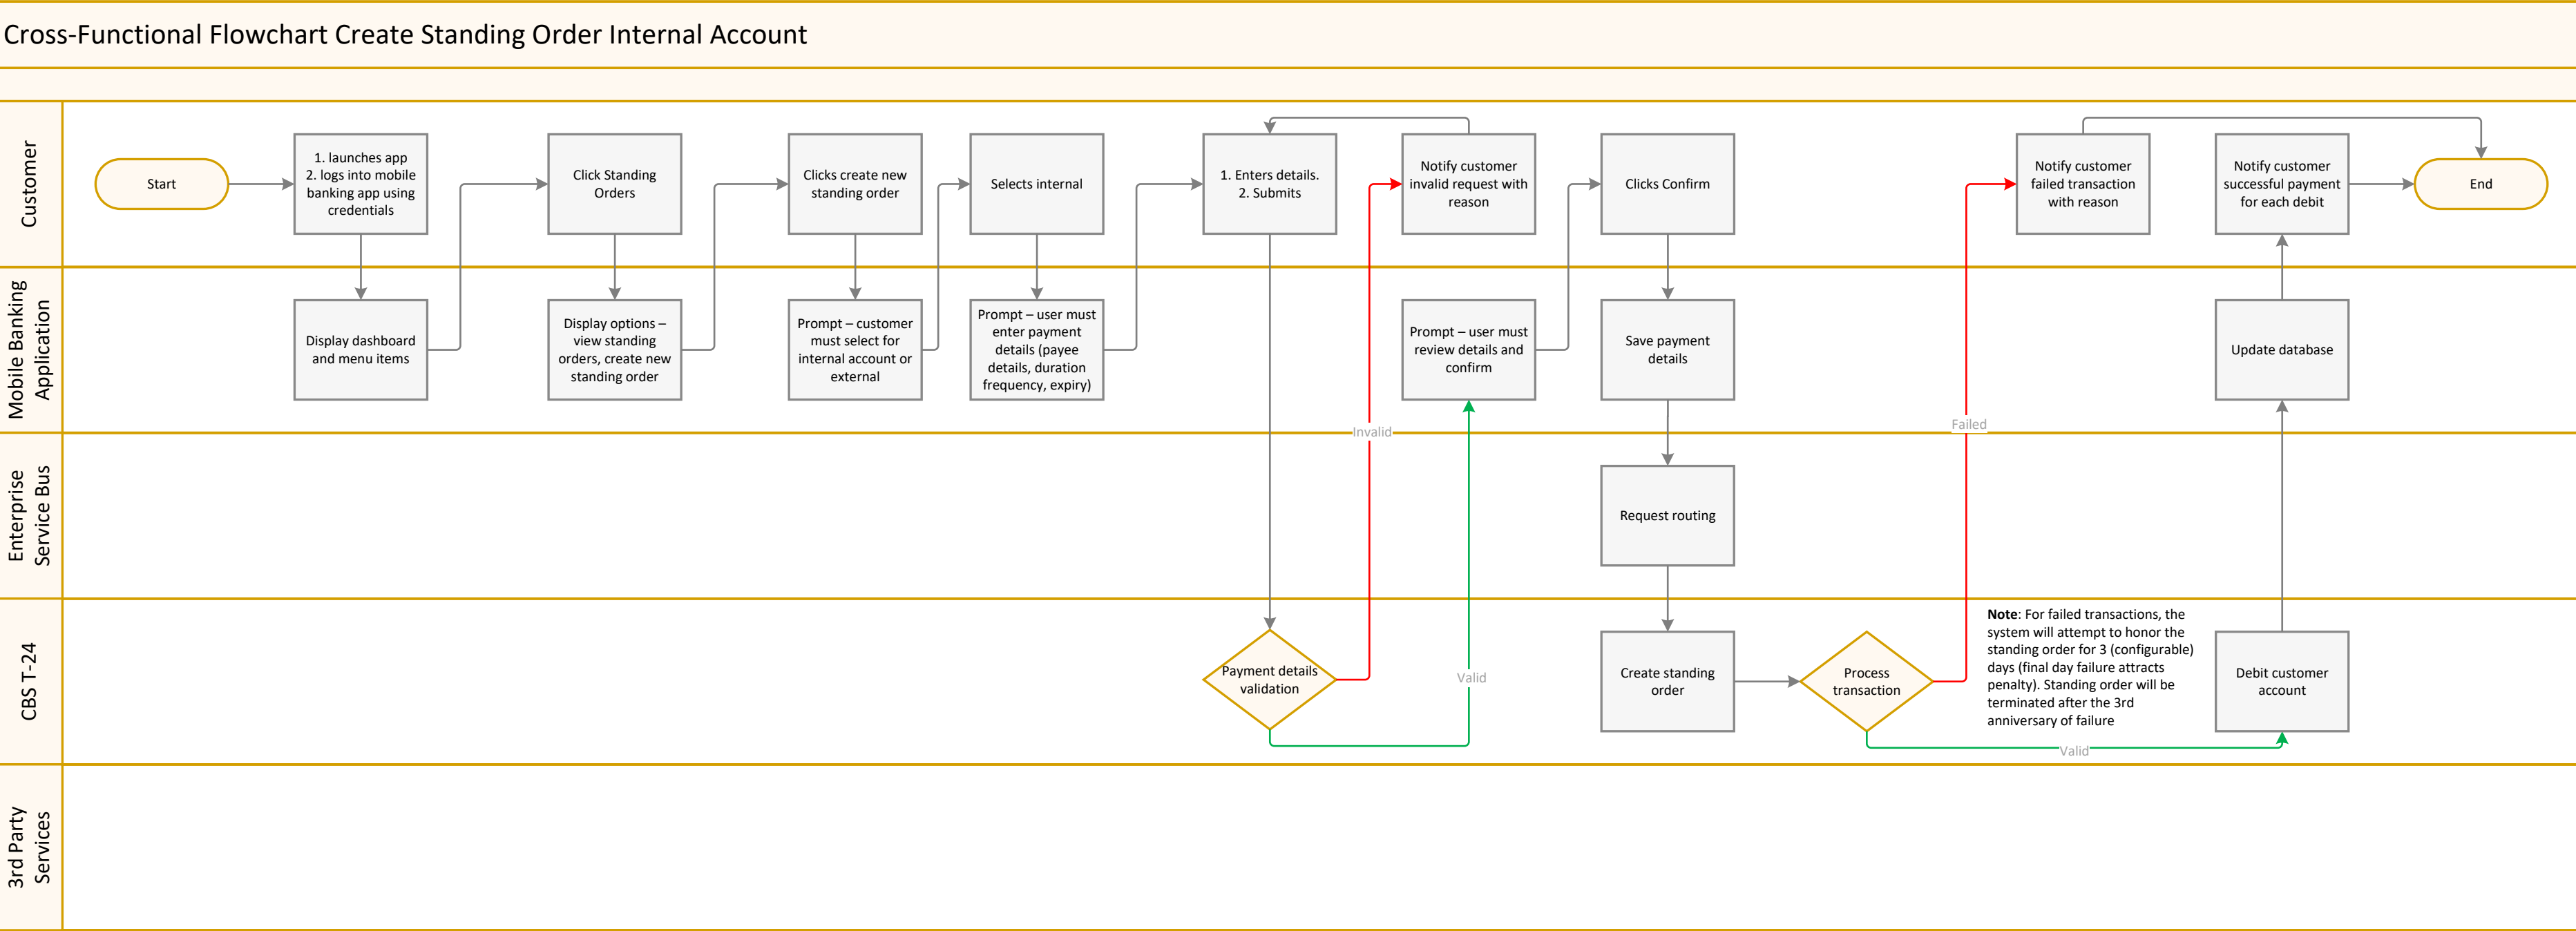 Cross-Functional Flowchart Create Standing Order Internal Account
Customer
Start
1. launches app
2. logs into mobile
banking app using
credentials
Click Standing
Orders
Clicks create new
standing order
Selects internal
1. Enters details.
2. Submits
Notify customer
invalid request with
reason
Clicks Confirm
Notify customer
failed transaction
with reason
Notify customer
successful payment
for each debit
End
Mobile Banking
Application
Display dashboard
and menu items
Display options –
view standing
orders, create new
standing order
Prompt – customer
must select for
internal account or
external
Prompt – user must
enter payment
details (payee
details, duration
frequency, expiry)
Prompt – user must
review details and
confirm
Save payment
details
Update database
Invalid
Failed
Enterprise
Service Bus
Request routing
CBS T-24
Payment details
validation
Valid
Create standing
order
Process
transaction
Note: For failed transactions, the
system will attempt to honor the
standing order for 3 (configurable)
days (final day failure attracts
penalty). Standing order will be
terminated after the 3rd
anniversary of failure
Debit customer
account
Valid
3rd Party
Services